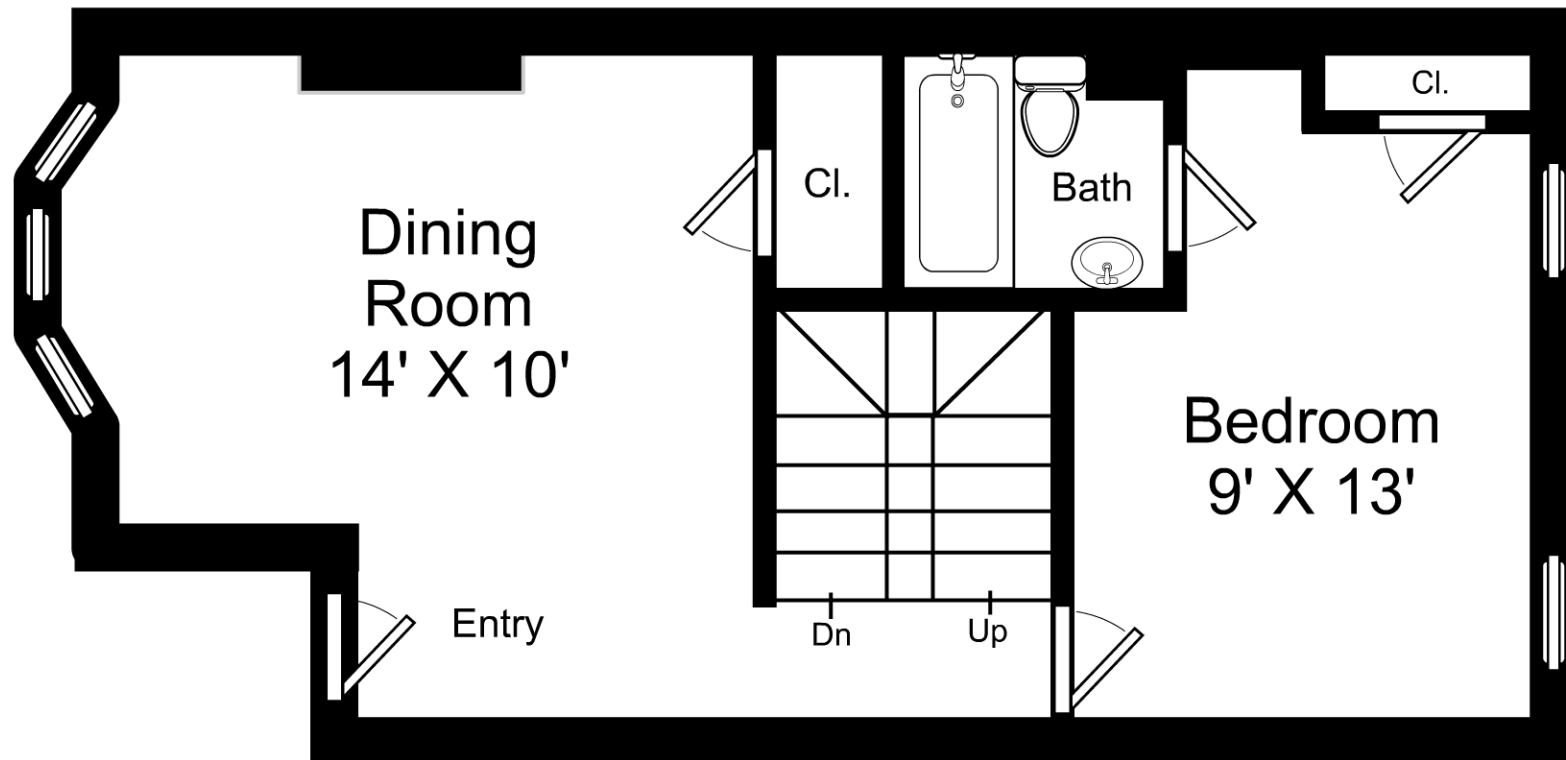 Dining
Room
14' X 10'
Cl.
Bath
Cl.
Bedroom
9' X 13'
Entry
Dn
Up